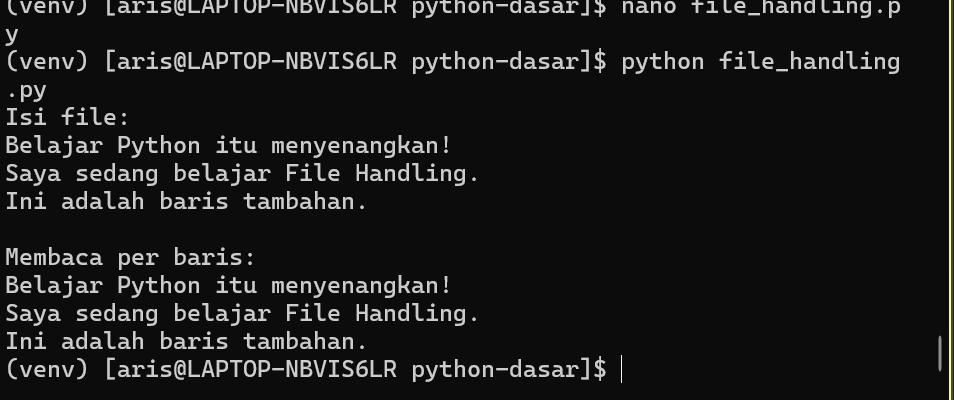 (venv) [aris@LAPTOP-NBVIS6LR python-dasar]$ nano file_handling.p
y
(venv) [aris@LAPTOP-NBVIS6LR python-dasar]$ python file_handling
.py
Isi file:
Belajar Python itu menyenangkan!
Saya sedang belajar File Handling.
Ini adalah baris tambahan.

Membaca per baris:
Belajar Python itu menyenangkan!
Saya sedang belajar File Handling.
Ini adalah baris tambahan.
(venv) [aris@LAPTOP-NBVIS6LR python-dasar]$